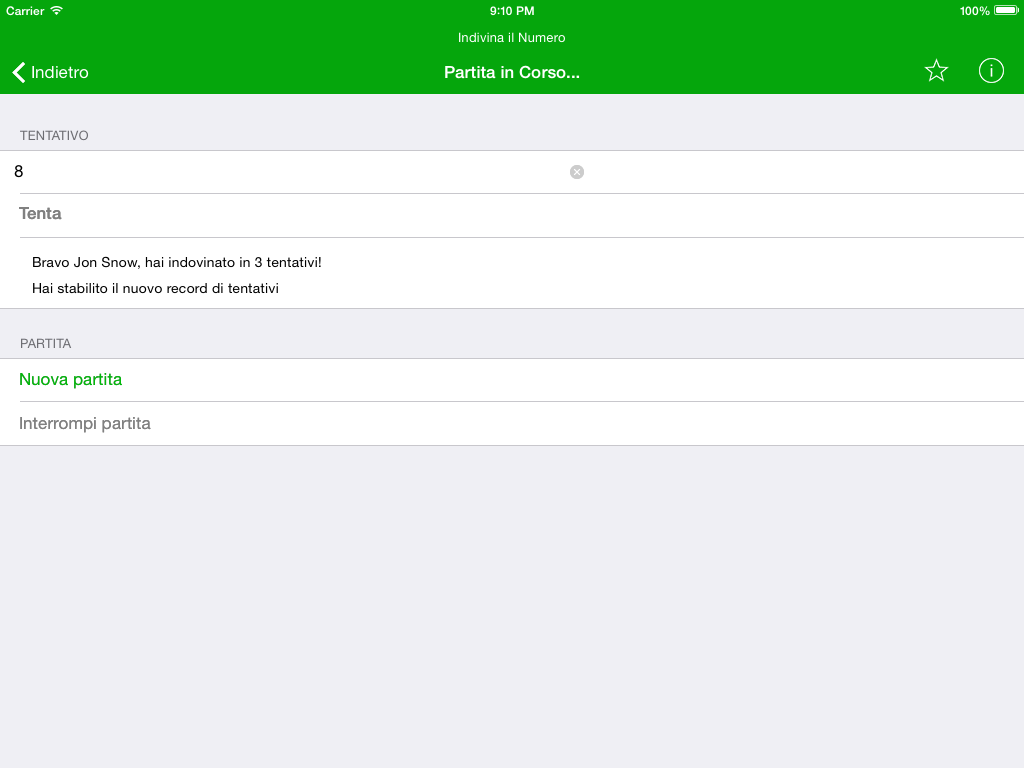 Carrier 9:10 PM 100%
Indivina il Numero
Indietro Partita in Corso...
TENTATIVO
8
Tenta
Bravo Jon Snow, hai indovinato in 3 tentativi!
Hai stabilito il nuovo record di tentativi
PARTITA
Nuova partita
Interrompi partita